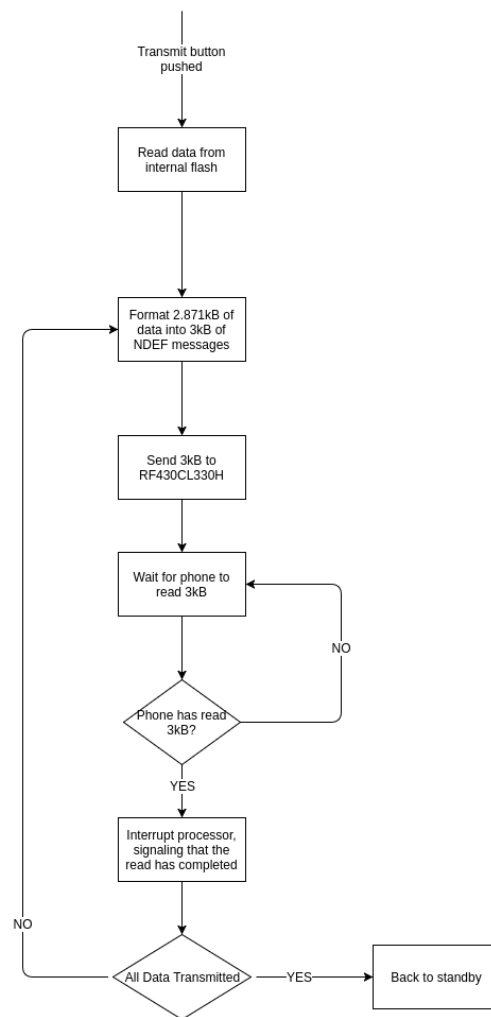 Transmit button
pushed
Read data from
internal flash
Format 2.871kB of
data into 3kB of
NDEF messages
Send 3kB to
RF430CL330H
Wait for phone to
read 3kB
NO
Phone has read
3kB?
YES
Interrupt processor,
signaling that the
read has completed
NO
All Data Transmitted
YES
Back to standby